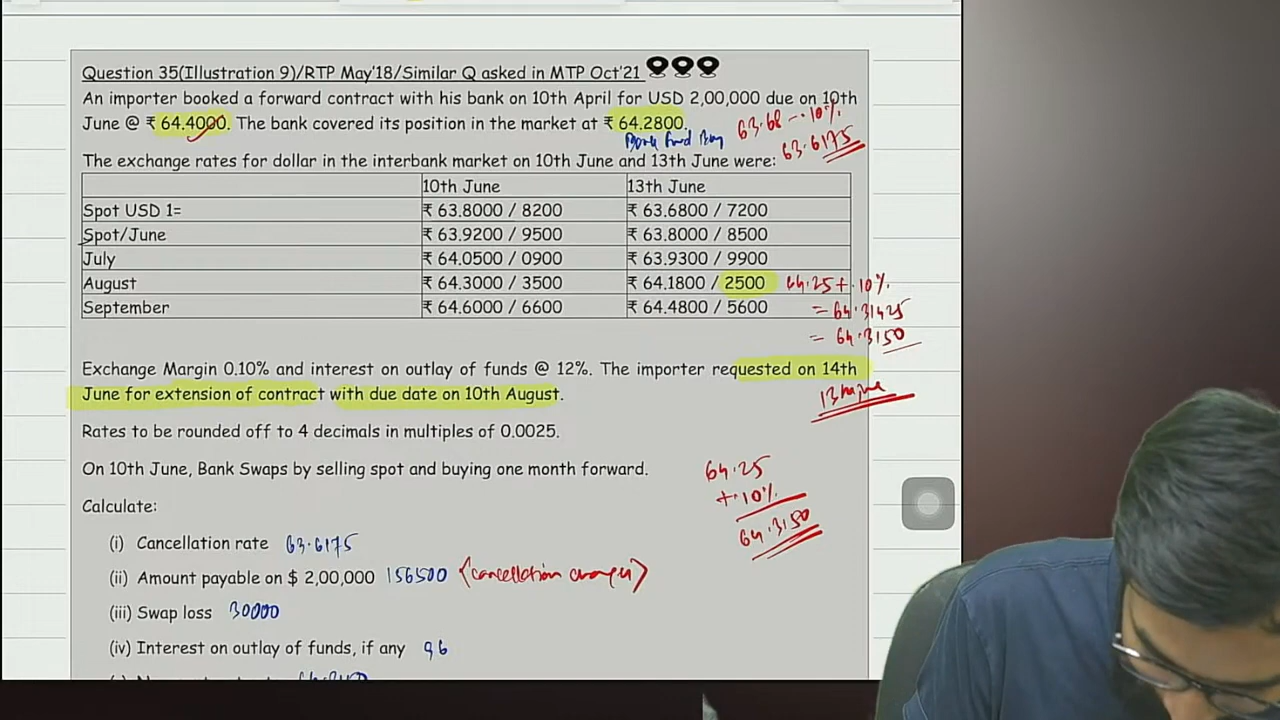 Question 35(Illustration 9)/RTP May'18/Similar Q asked in MTP Oct'21
An importer booked a forward contract with his bank on 10th April for USD 2,00,000 due on 10th
June @ ₹ 64.4000. The bank covered its position in the market at ₹ 64.2800.
63.68 - .10%
63.6175
The exchange rates for dollar in the interbank market on 10th June and 13th June were:
10th June 13th June
Spot USD 1= ₹ 63.8000 / 8200 ₹ 63.6800 / 7200
Spot/June ₹ 63.9200 / 9500 ₹ 63.8000 / 8500
July ₹ 64.0500 / 0900 ₹ 63.9300 / 9900
August ₹ 64.3000 / 3500 ₹ 64.1800 / 2500 64.25 + .10%
September ₹ 64.6000 / 6600 ₹ 64.4800 / 5600 = 64.31425
= 64.3150
Exchange Margin 0.10% and interest on outlay of funds @ 12%. The importer requested on 14th
June for extension of contract with due date on 10th August.
Rates to be rounded off to 4 decimals in multiples of 0.0025.
On 10th June, Bank Swaps by selling spot and buying one month forward.
64.25
+ .10%
64.3150
Calculate:
(i) Cancellation rate 63.6175
(ii) Amount payable on $ 2,00,000 156500 (cancellation charges)
(iii) Swap loss 30000
(iv) Interest on outlay of funds, if any 96